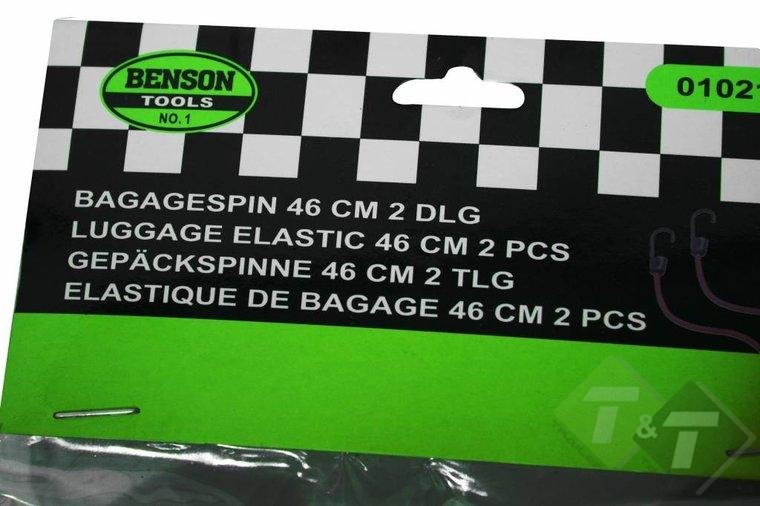 BENSON
TOOLS
NO. 1
BAGAGESPIN 46 CM 2 DLG
LUGGAGE ELASTIC 46 CM 2 PCS
GEPÄCKSPINNE 46 CM 2 TLG
ELASTIQUE DE BAGAGE 46 CM 2 PCS
T&T